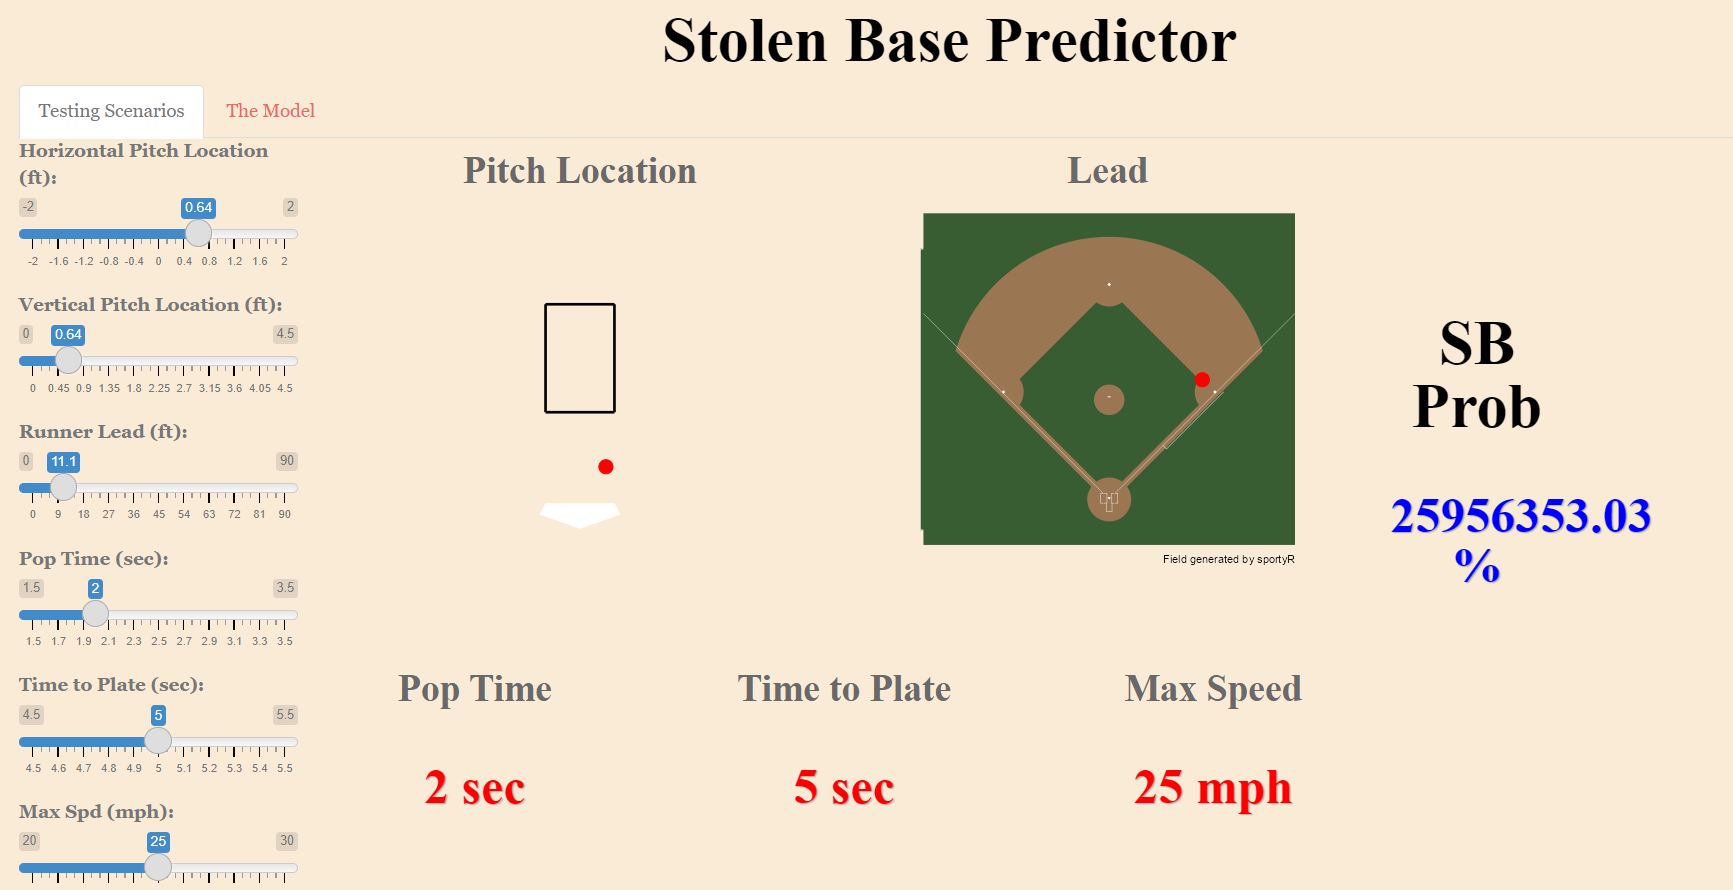 Stolen Base Predictor
Testing Scenarios
The Model
Horizontal Pitch Location
(ft):
-2
0.64
2
-2 -1.6 -1.2 -0.8 -0.4 0 0.4 0.8 1.2 1.6 2
Vertical Pitch Location (ft):
0
0.64
4.5
0 0.45 0.9 1.35 1.8 2.25 2.7 3.15 3.6 4.05 4.5
Runner Lead (ft):
0
11.1
90
0 9 18 27 36 45 54 63 72 81 90
Pop Time (sec):
1.5
2
3.5
1.5 1.7 1.9 2.1 2.3 2.5 2.7 2.9 3.1 3.3 3.5
Time to Plate (sec):
4.5
5
5.5
4.5 4.6 4.7 4.8 4.9 5 5.1 5.2 5.3 5.4 5.5
Max Spd (mph):
20
25
30
Pitch Location
Lead
Field generated by sportyR
SB
Prob
25956353.03
%
Pop Time
Time to Plate
Max Speed
2 sec
5 sec
25 mph